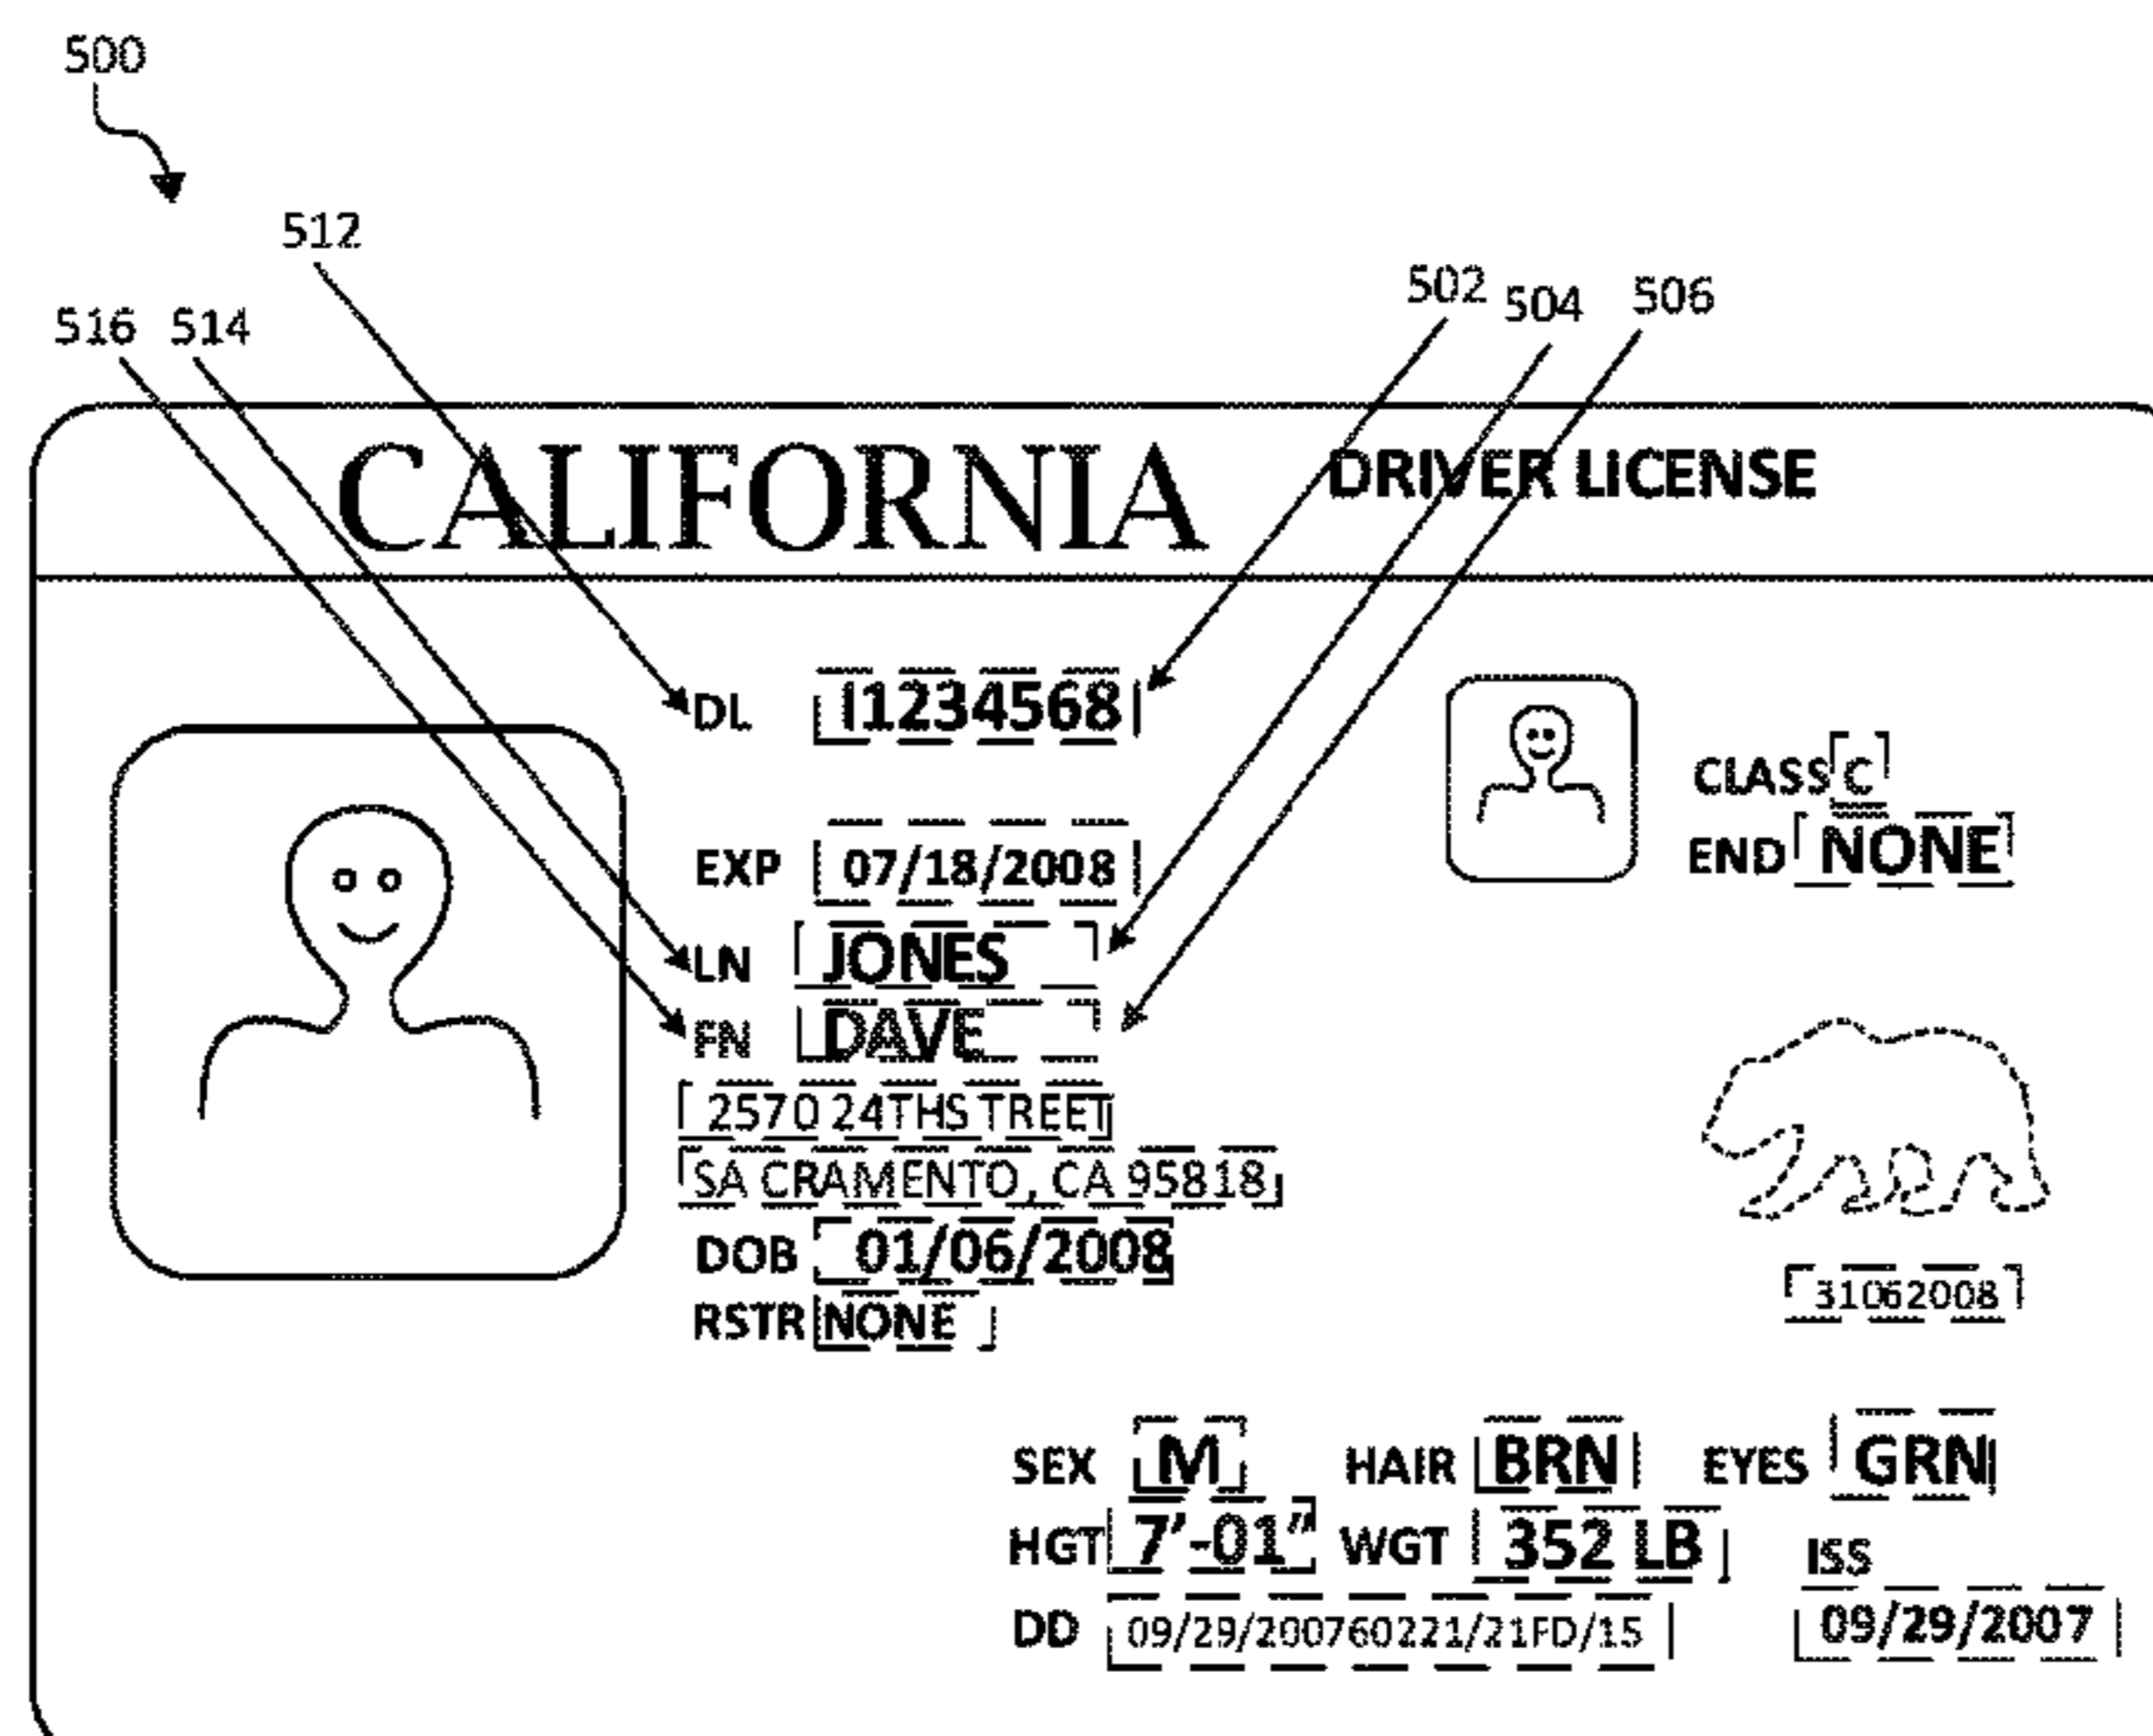 500
512
502 504 506
516 514
CALIFORNIA DRIVER LICENSE
DL I1234568
CLASS C
EXP 07/18/2008
END NONE
LN JONES
FN DAVE
2570 24THS TREET
SA CRAMENTO, CA 95818
DOB 01/06/2008
31062008
RSTR NONE
SEX M HAIR BRN EYES GRN
HGT 7'-01" WGT 352 LB ISS
DD 09/29/200760221/21FD/15 09/29/2007